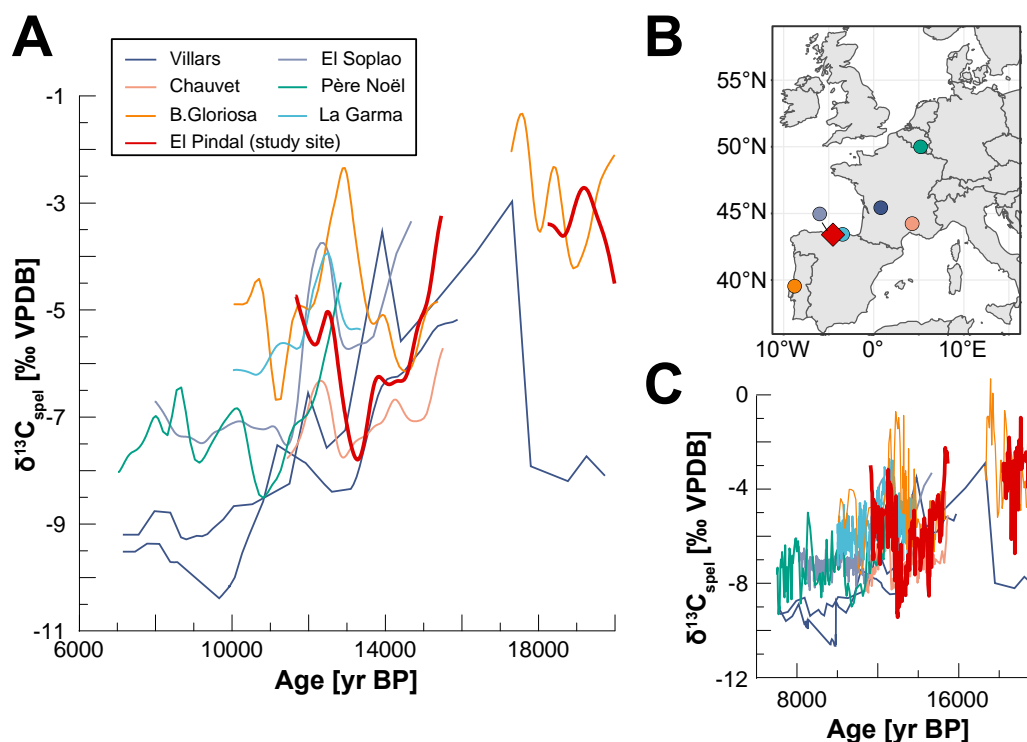 A
Villars
El Soplao
Chauvet
Père Noël
B.Gloriosa
La Garma
El Pindal (study site)
-1
-3
-5
-7
-9
-11
δ13Cspel [‰ VPDB]
6000 10000 14000 18000
Age [yr BP]
B
55°N
50°N
45°N
40°N
10°W 0° 10°E
C
0
-4
-8
-12
δ13Cspel [‰ VPDB]
8000 16000
Age [yr BP]